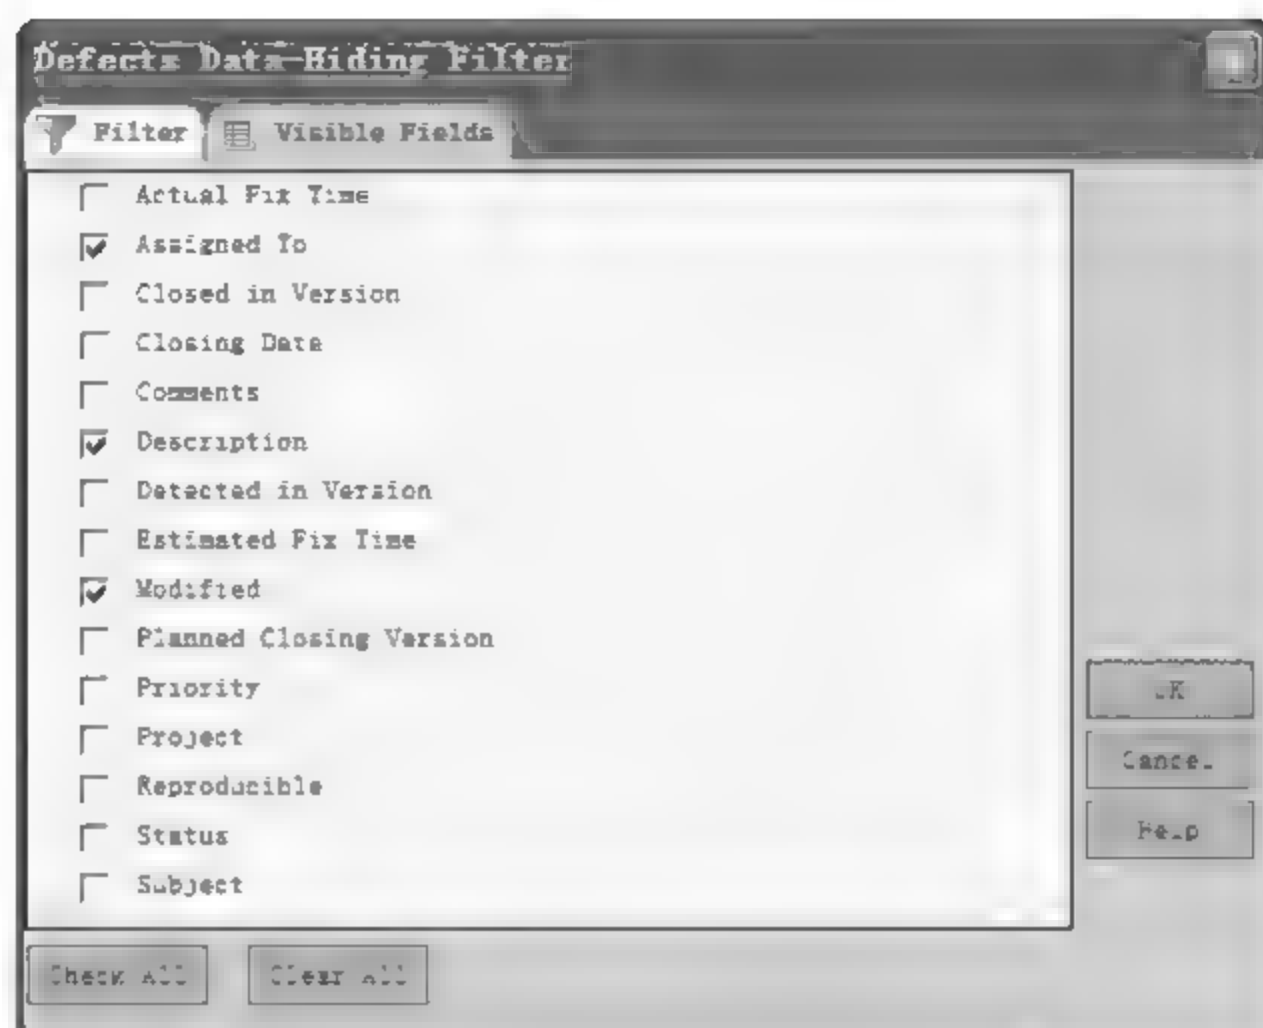 Defects Data-Hiding Filter
Filter Visible Fields
Actual Fix Time
Assigned To
Closed in Version
Closing Date
Comments
Description
Detected in Version
Estimated Fix Time
Modified
Planned Closing Version
Priority
Project
Reproducible
Status
Subject
OK
Cancel
Help
Check All Clear All